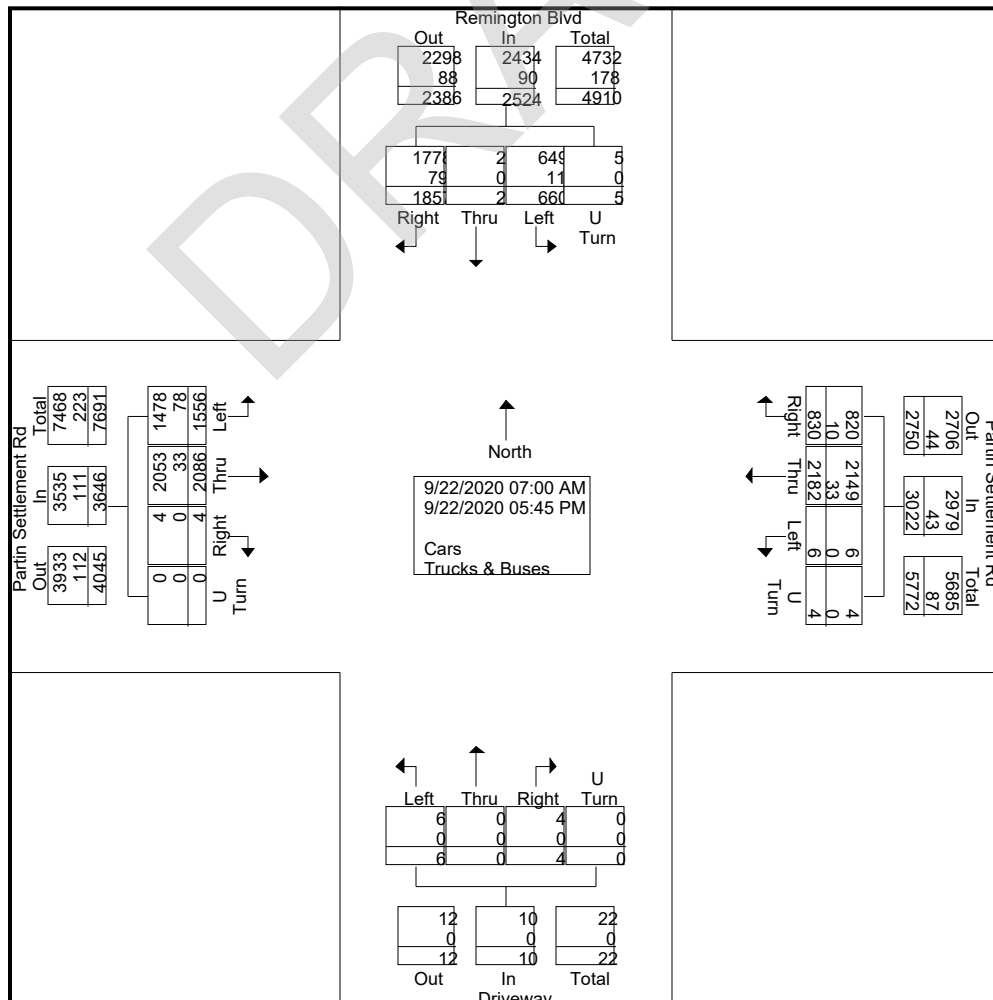 Remington Blvd
Out In Total
2298 2434 4732
88 90 178
2386 2524 4910
1778 2 649 5
79 0 11 0
1857 2 660 5
Right Thru Left U
Turn
Partin Settlement Rd
Total In Out
7468 3535 3933
223 111 112
7691 3646 4045
1478 2053 4 0
78 33 0 0
1556 2086 4 0
Left Thru Right U
Turn
North
9/22/2020 07:00 AM
9/22/2020 05:45 PM
Cars
Trucks & Buses
Partin Settlement Rd
Out In Total
2706 2979 5685
44 43 87
2750 3022 5772
820 2149 6 4
10 33 0 0
830 2182 6 4
Right Thru Left U
Turn
U
Left Thru Right Turn
6 0 4 0
0 0 0 0
6 0 4 0
12 10 22
0 0 0
12 10 22
Out In Total
Driveway